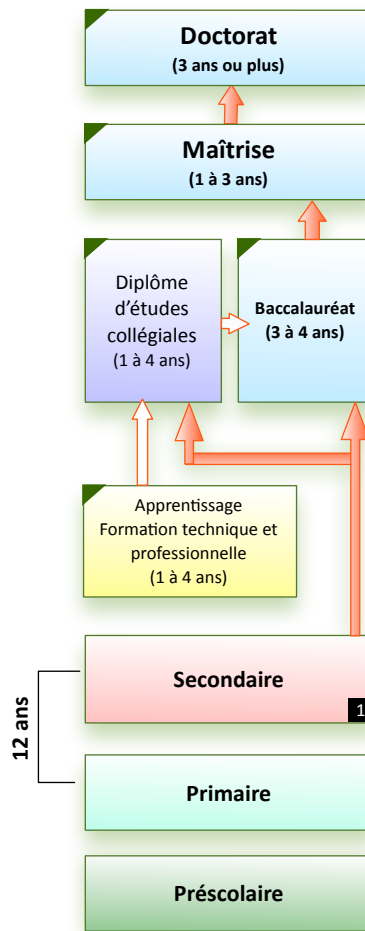 Doctorat
(3 ans ou plus)
Maîtrise
(1 à 3 ans)
Diplôme
d'études
collégiales
(1 à 4 ans)
Baccalauréat
(3 à 4 ans)
Apprentissage
Formation technique et
professionnelle
(1 à 4 ans)
12 ans
Secondaire
1
Primaire
Préscolaire